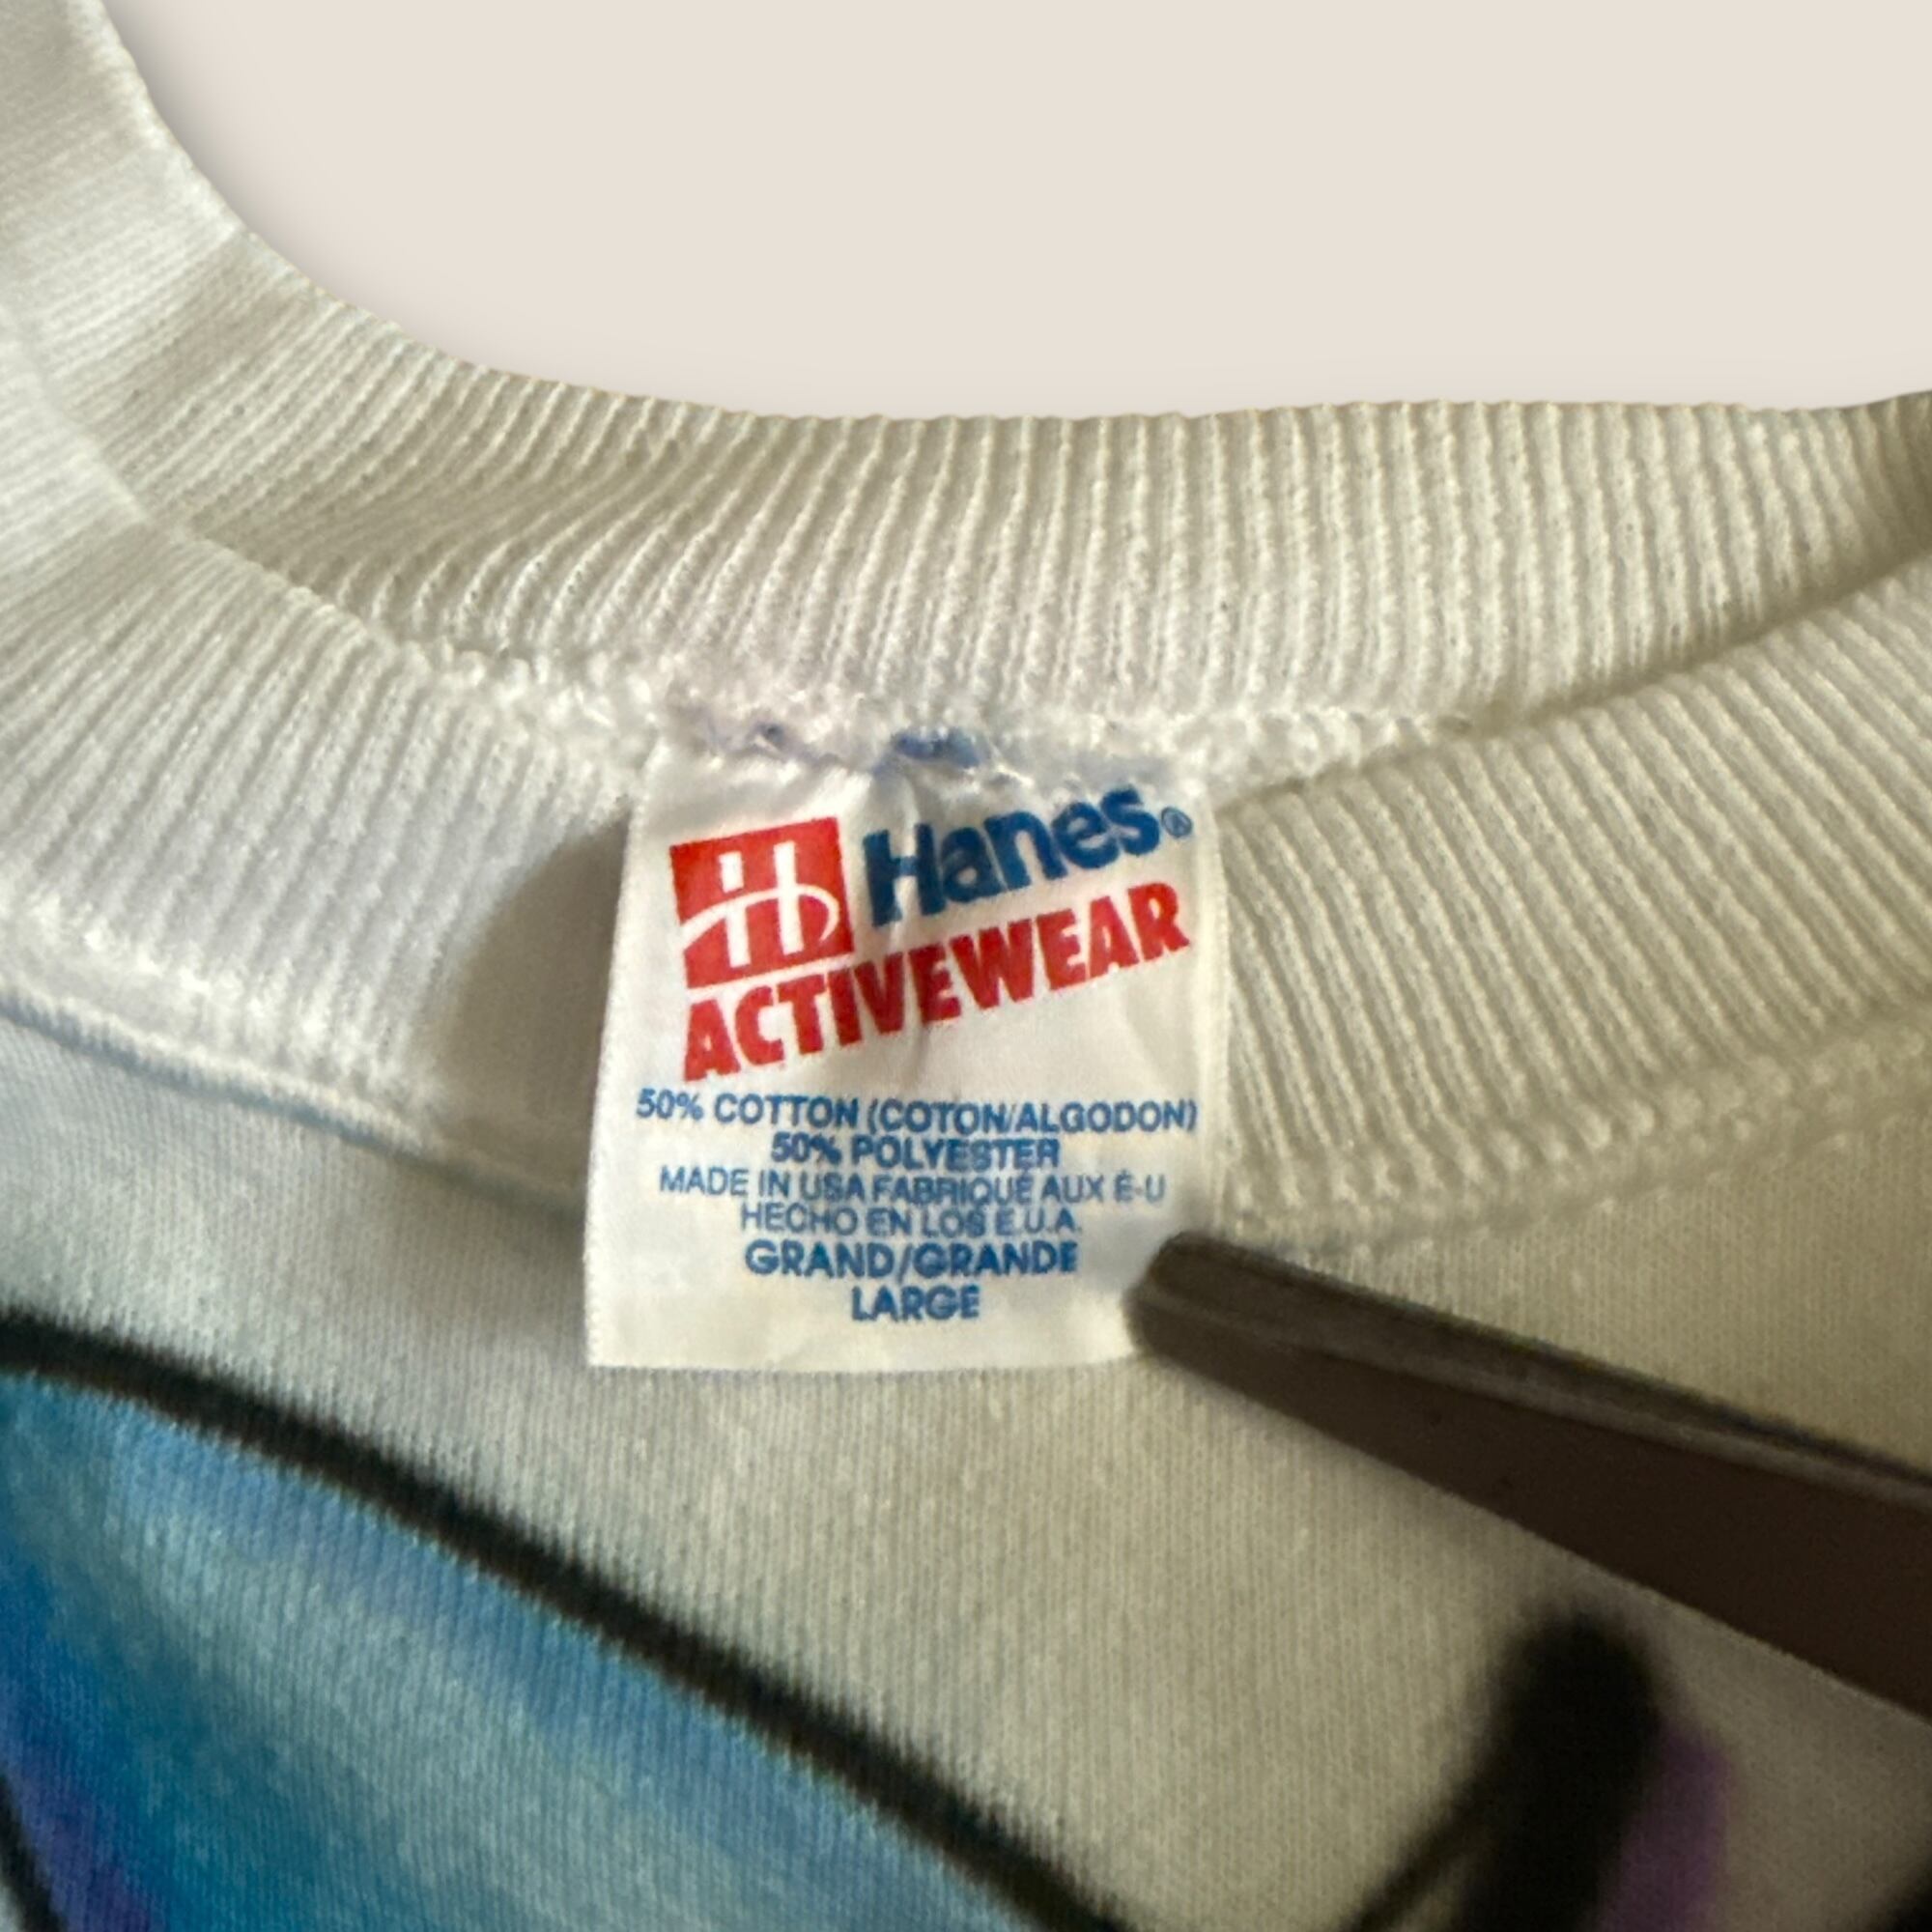 Hanes®
ACTIVEWEAR
50% COTTON (COTON/ALGODON)
50% POLYESTER
MADE IN USA FABRIQUÉ AUX É-U
HECHO EN LOS E.U.A.
GRAND/GRANDE
LARGE